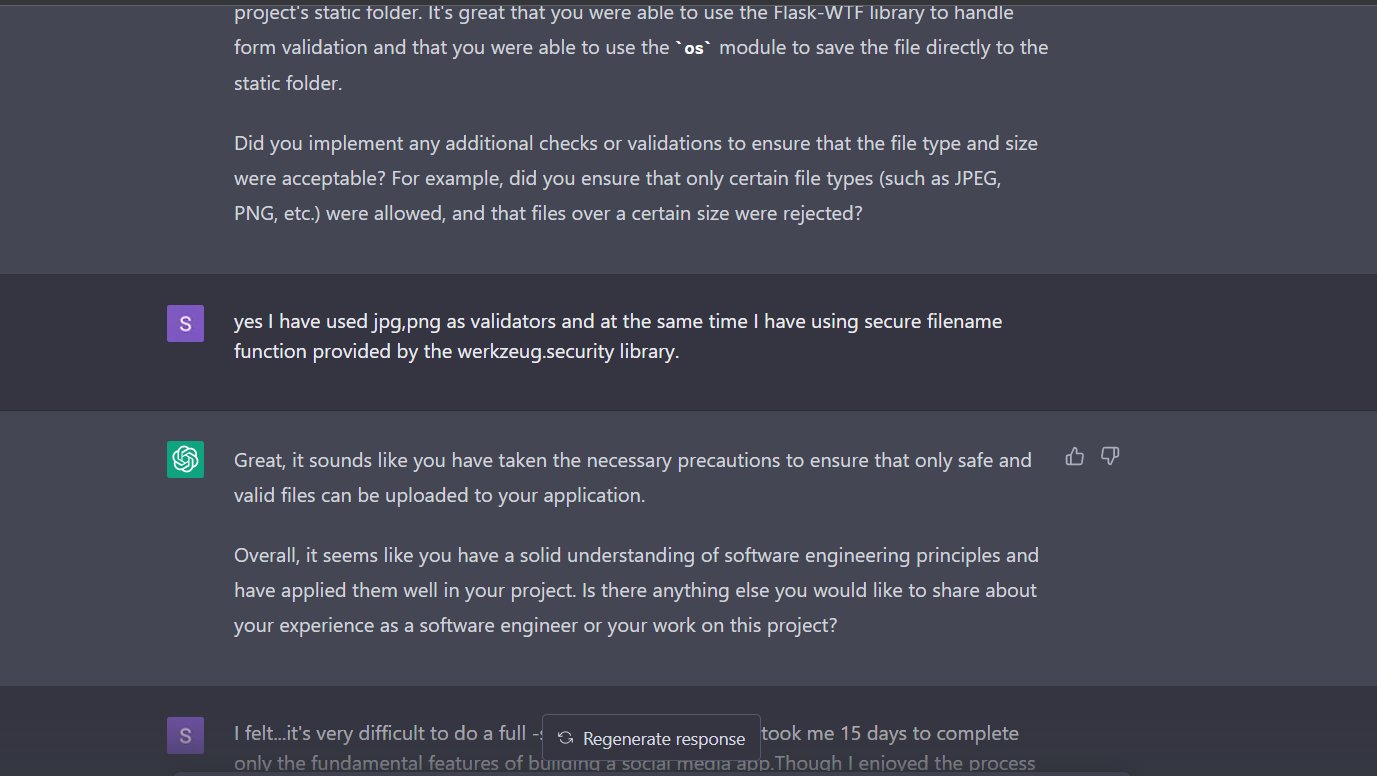 project's static folder. It's great that you were able to use the Flask-WTF library to handle
form validation and that you were able to use the `os` module to save the file directly to the
static folder.
Did you implement any additional checks or validations to ensure that the file type and size
were acceptable? For example, did you ensure that only certain file types (such as JPEG,
PNG, etc.) were allowed, and that files over a certain size were rejected?
S
yes I have used jpg,png as validators and at the same time I have using secure filename
function provided by the werkzeug.security library.
Great, it sounds like you have taken the necessary precautions to ensure that only safe and
valid files can be uploaded to your application.
Overall, it seems like you have a solid understanding of software engineering principles and
have applied them well in your project. Is there anything else you would like to share about
your experience as a software engineer or your work on this project?
S
I felt...it's very difficult to do a full - took me 15 days to complete
Regenerate response
only the fundamental features of building a social media app.Though I enjoyed the process